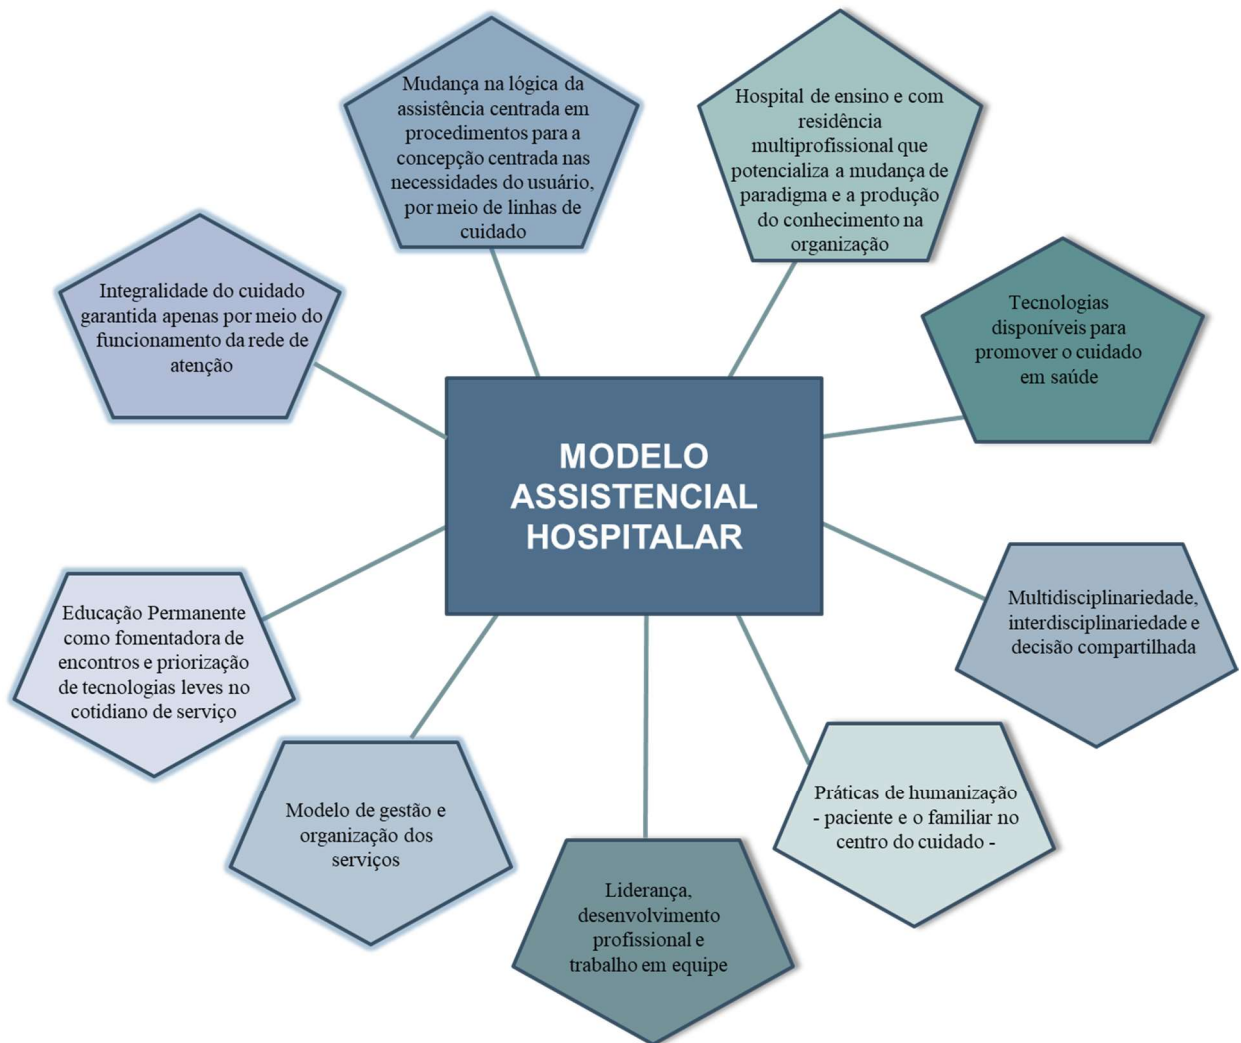 Mudança na lógica da
assistência centrada em
procedimentos para a
concepção centrada nas
necessidades do usuário,
por meio de linhas de
cuidado
Hospital de ensino e com
residência
multiprofissional que
potencializa a mudança de
paradigma e a produção
do conhecimento na
organização
Integralidade do cuidado
garantida apenas por meio do
funcionamento da rede de
atenção
Tecnologias
disponíveis para
promover o cuidado
em saúde
MODELO
ASSISTENCIAL
HOSPITALAR
Educação Permanente
como fomentadora de
encontros e priorização
de tecnologias leves no
cotidiano de serviço
Multidisciplinariedade,
interdisciplinariedade e
decisão compartilhada
Modelo de gestão e
organização dos
serviços
Práticas de humanização
- paciente e o familiar no
centro do cuidado -
Liderança,
desenvolvimento
profissional e
trabalho em equipe